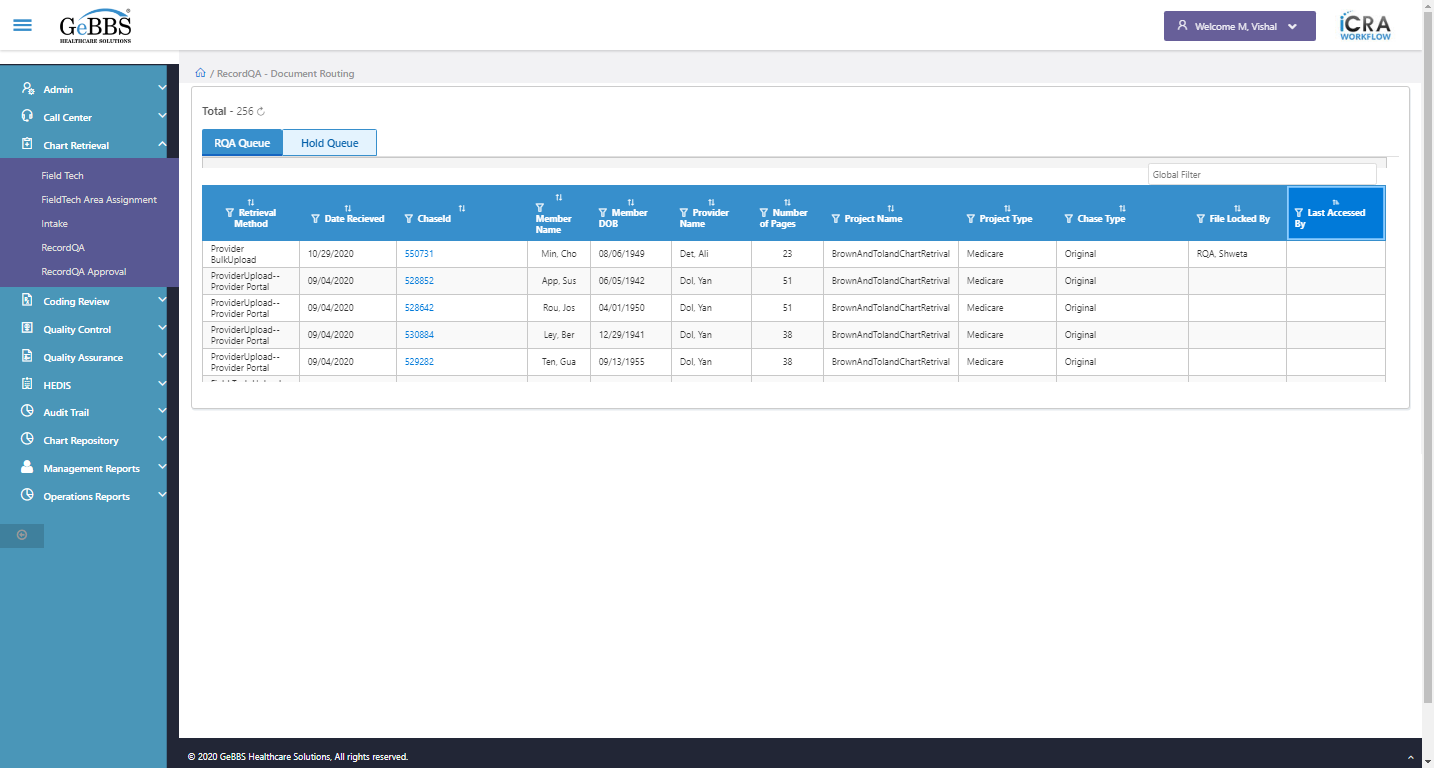 GeBBS
HEALTHCARE SOLUTIONS
Welcome M, Vishal
iCRA
WORKFLOW
Admin
Call Center
Chart Retrieval
Field Tech
FieldTech Area Assignment
Intake
RecordQA
RecordQA Approval
Coding Review
Quality Control
Quality Assurance
HEDIS
Audit Trail
Chart Repository
Management Reports
Operations Reports
/ RecordQA - Document Routing
Total - 256
RQA Queue Hold Queue
Global Filter
Retrieval Method Date Recieved ChaseId Member Name Member DOB Provider Name Number of Pages Project Name Project Type Chase Type File Locked By Last Accessed By
Provider BulkUpload 10/29/2020 550731 Min, Cho 08/06/1949 Det, Ali 23 BrownAndTolandChartRetrival Medicare Original RQA, Shweta
ProviderUpload--Provider Portal 09/04/2020 528852 App, Sus 06/05/1942 Dol, Yan 51 BrownAndTolandChartRetrival Medicare Original
ProviderUpload--Provider Portal 09/04/2020 528642 Rou, Jos 04/01/1950 Dol, Yan 51 BrownAndTolandChartRetrival Medicare Original
ProviderUpload--Provider Portal 09/04/2020 530884 Ley, Ber 12/29/1941 Dol, Yan 38 BrownAndTolandChartRetrival Medicare Original
ProviderUpload--Provider Portal 09/04/2020 529282 Ten, Gua 09/13/1955 Dol, Yan 38 BrownAndTolandChartRetrival Medicare Original
© 2020 GeBBS Healthcare Solutions, All rights reserved.